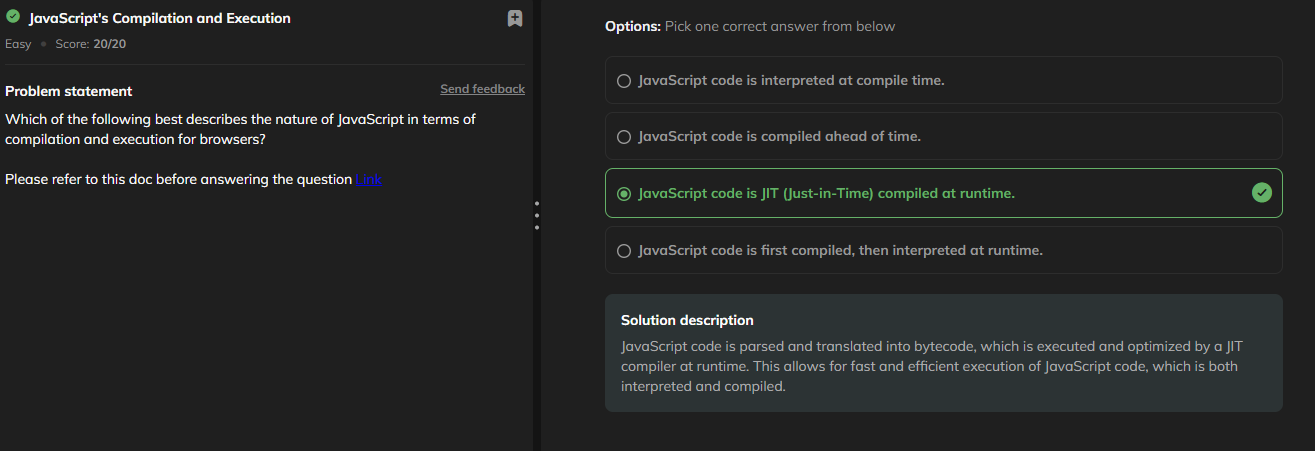 JavaScript's Compilation and Execution
Easy • Score: 20/20
Problem statement
Send feedback
Which of the following best describes the nature of JavaScript in terms of
compilation and execution for browsers?
Please refer to this doc before answering the question Link
Options: Pick one correct answer from below
JavaScript code is interpreted at compile time.
JavaScript code is compiled ahead of time.
JavaScript code is JIT (Just-in-Time) compiled at runtime.
JavaScript code is first compiled, then interpreted at runtime.
Solution description
JavaScript code is parsed and translated into bytecode, which is executed and optimized by a JIT
compiler at runtime. This allows for fast and efficient execution of JavaScript code, which is both
interpreted and compiled.